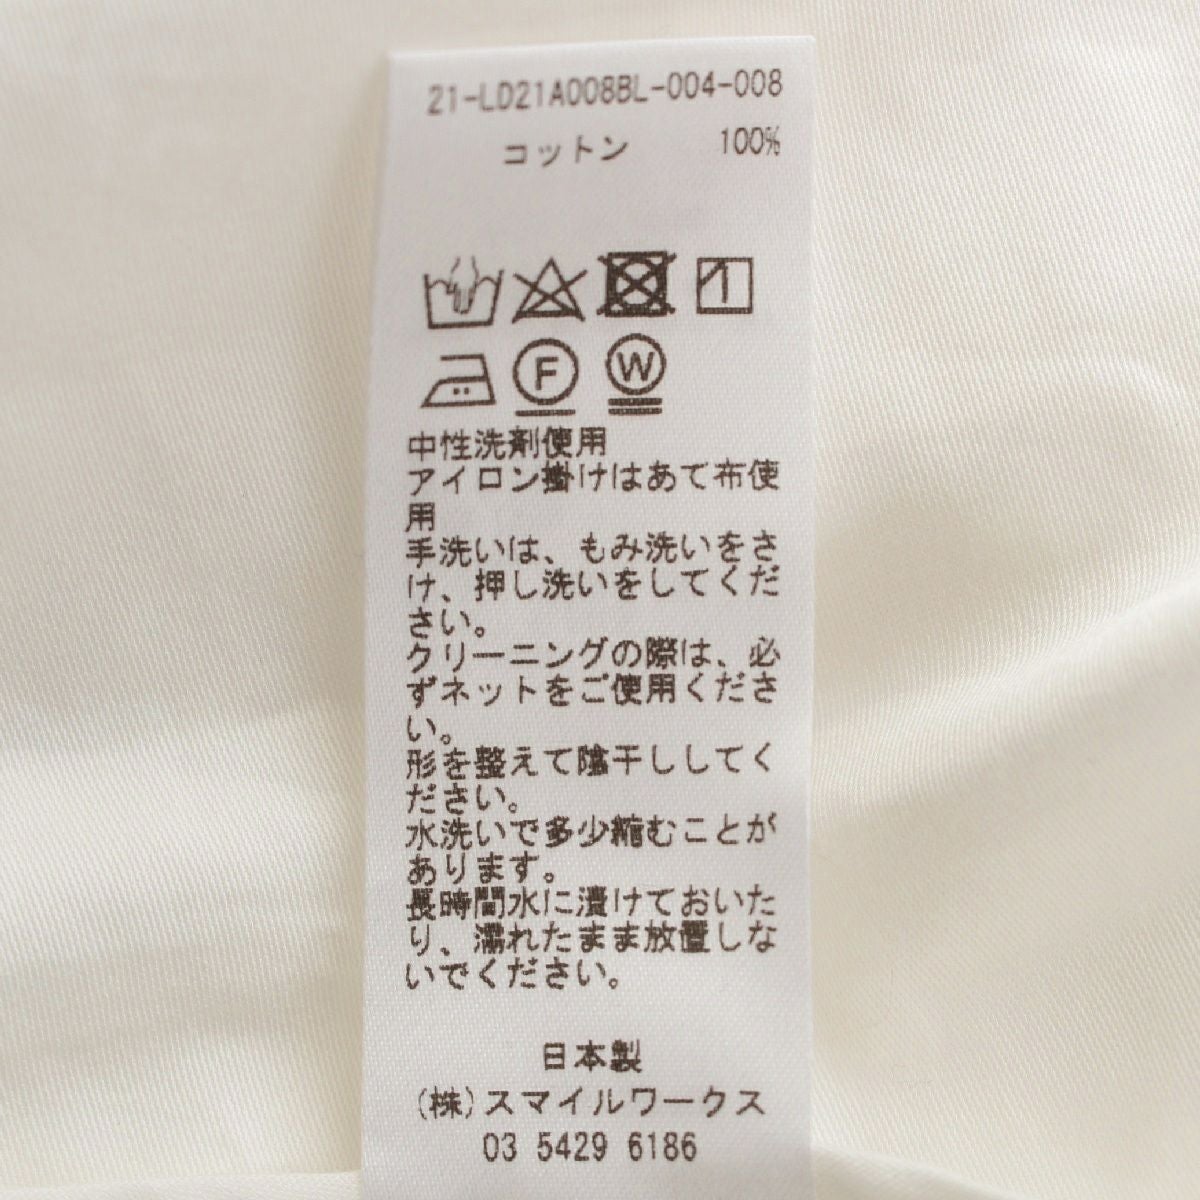 21-LD21A008BL-004-008
コットン 100%
F W
中性洗剤使用
アイロン掛けはあて布使
用
手洗いは、もみ洗いをさ
け、押し洗いをしてくだ
さい。
クリーニングの際は、必
ずネットをご使用くださ
い。
形を整えて陰干ししてく
ださい。
水洗いで多少縮むことが
あります。
長時間水に漬けておいた
り、濡れたまま放置しな
いでください。
日本製
(株)スマイルワークス
03 5429 6186